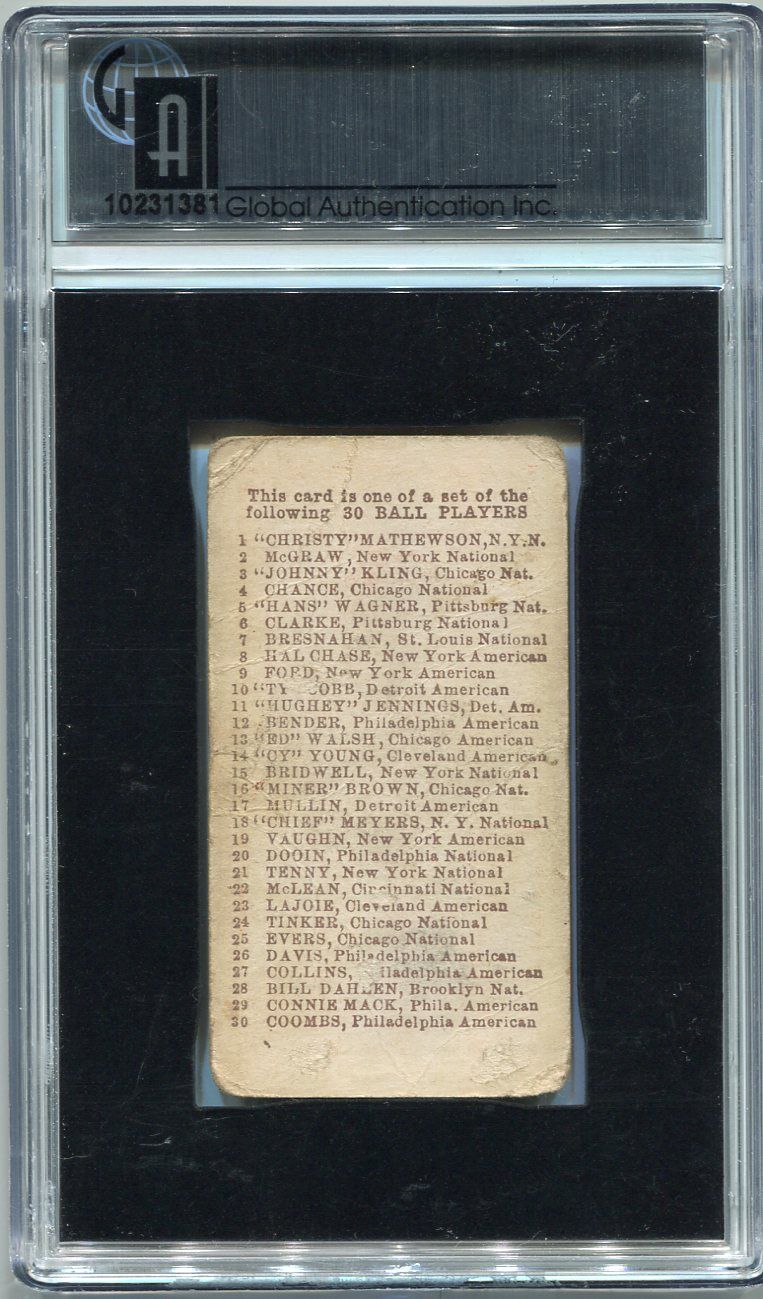 GA
10231381 Global Authentication Inc.
This card is one of a set of the
following 30 BALL PLAYERS
1 "CHRISTY" MATHEWSON, N.Y.N.
2 McGRAW, New York National
3 "JOHNNY" KLING, Chicago Nat.
4 CHANCE, Chicago National
5 "HANS" WAGNER, Pittsburg Nat.
6 CLARKE, Pittsburg National
7 BRESNAHAN, St. Louis National
8 HAL CHASE, New York American
9 FORD, New York American
10 "TY COBB, Detroit American
11 "HUGHEY" JENNINGS, Det. Am.
12 BENDER, Philadelphia American
13 "ED" WALSH, Chicago American
14 "CY" YOUNG, Cleveland American
15 BRIDWELL, New York National
16 "MINER" BROWN, Chicago Nat.
17 MULLIN, Detroit American
18 "CHIEF" MEYERS, N. Y. National
19 VAUGHN, New York American
20 DOOIN, Philadelphia National
21 TENNY, New York National
22 McLEAN, Cincinnati National
23 LAJOIE, Cleveland American
24 TINKER, Chicago National
25 EVERS, Chicago National
26 DAVIS, Philadelphia American
27 COLLINS, Philadelphia American
28 BILL DAHLEN, Brooklyn Nat.
29 CONNIE MACK, Phila. American
30 COOMBS, Philadelphia American